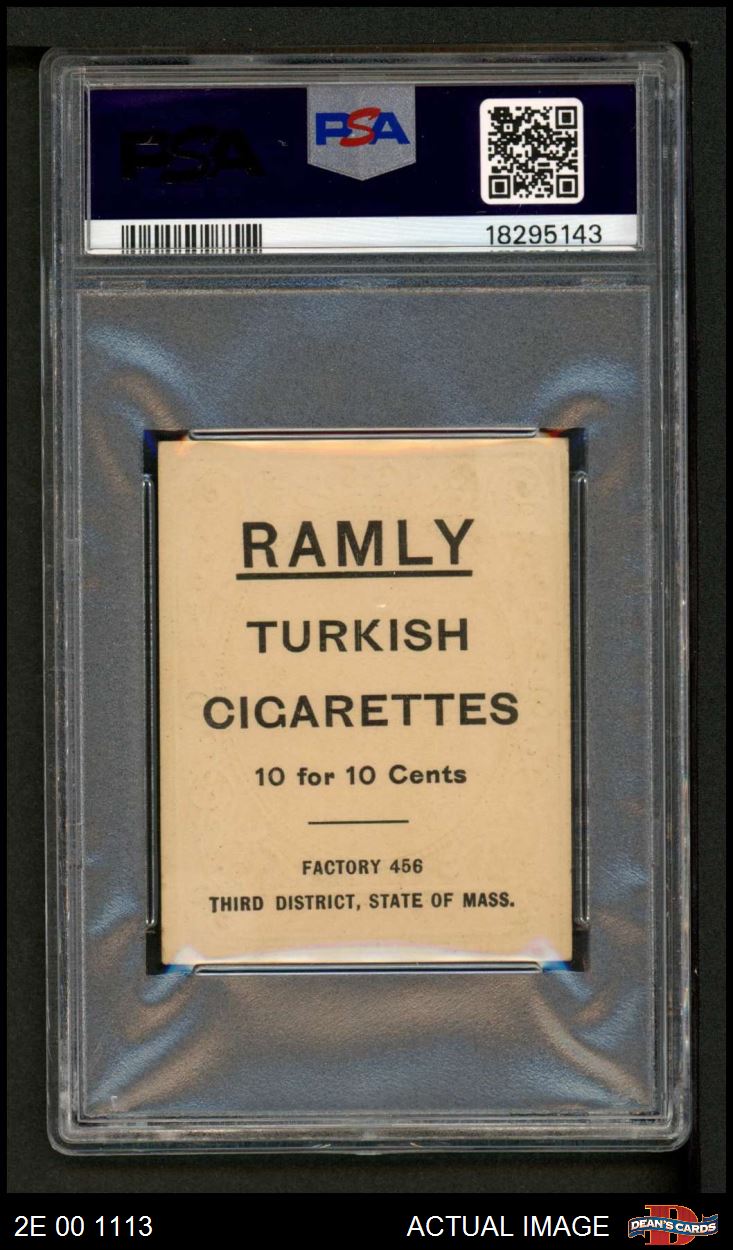 PSA
PSA
18295143
RAMLY
TURKISH
CIGARETTES
10 for 10 Cents
FACTORY 456
THIRD DISTRICT, STATE OF MASS.
2E 00 1113
ACTUAL IMAGE
DEAN'S CARDS